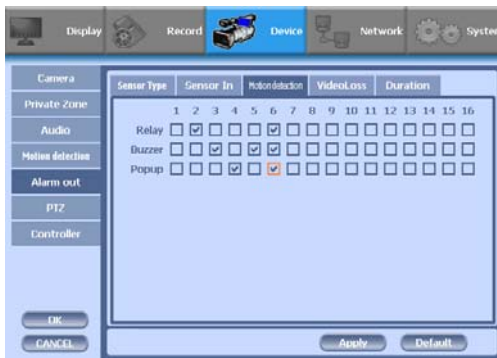 Display Record Device Network Syste
Camera
Private Zone
Audio
Motion detection
Alarm out
PTZ
Controller
OK
CANCEL
Sensor Type Sensor In Motion detection VideoLoss Duration
1 2 3 4 5 6 7 8 9 10 11 12 13 14 15 16
Relay
Buzzer
Popup
Apply Default